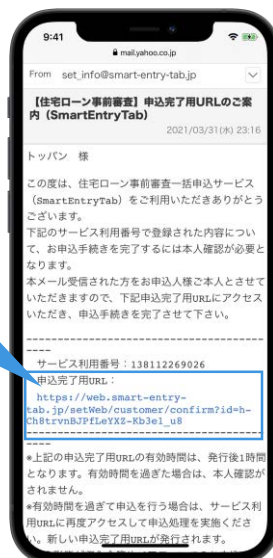 9:41
mail.yahoo.co.jp
From set_info@smart-entry-tab.jp
【住宅ローン事前審査】申込完了用URLのご案
内（SmartEntryTab）
2021/03/31(水) 23:16
トッパン 様
この度は、住宅ローン事前審査一括申込サービス
（SmartEntryTab）をご利用いただきありがとう
ございます。
下記のサービス利用番号で登録された内容につい
て、お申込手続きを完了するには本人確認が必要と
なります。
本メール受信された方をお申込人様ご本人とさせて
いただきますので、下記申込完了用URLにアクセス
いただき、申込手続きを完了させて下さい。
------------------------------------
----
サービス利用番号：138112269026
申込完了用URL：
https://web.smart-entry-
tab.jp/setWeb/customer/confirm?id=h-
Ch8trvnBJPfLeYXZ-Kb3el_u8
------------------------------------
----
※上記の申込完了用URLの有効時間は、発行後1時間
となります。有効時間を過ぎた場合は、本人確認が
されません。
※有効時間を過ぎて申込を行う場合は、サービス利
用URLに再度アクセスして申込処理を実施くださ
い。新しい申込完了用URLが発行されます。